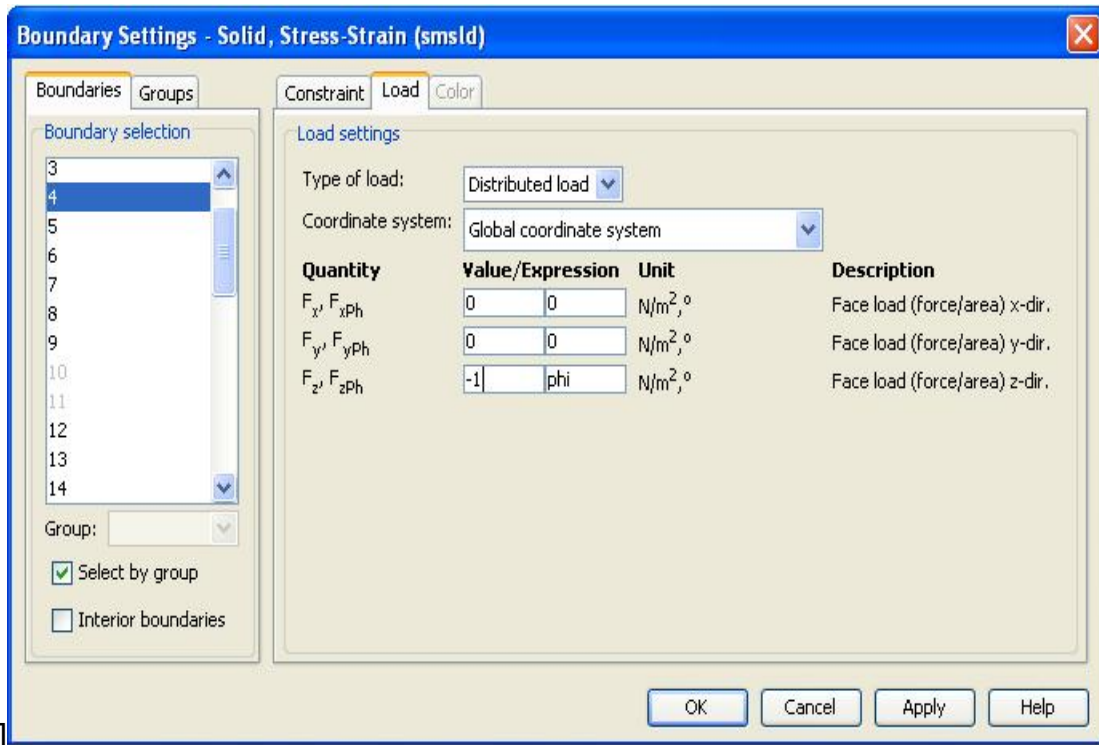 Boundary Settings - Solid, Stress-Strain (smsld)
Boundaries Groups
Boundary selection
3
4
5
6
7
8
9
10
11
12
13
14
Group:
Select by group
Interior boundaries
Constraint Load Color
Load settings
Type of load: Distributed load
Coordinate system: Global coordinate system
Quantity Value/Expression Unit Description
Fx, FxPh 0 0 N/m², º Face load (force/area) x-dir.
Fy, FyPh 0 0 N/m², º Face load (force/area) y-dir.
Fz, FzPh -1 phi N/m², º Face load (force/area) z-dir.
OK Cancel Apply Help
]